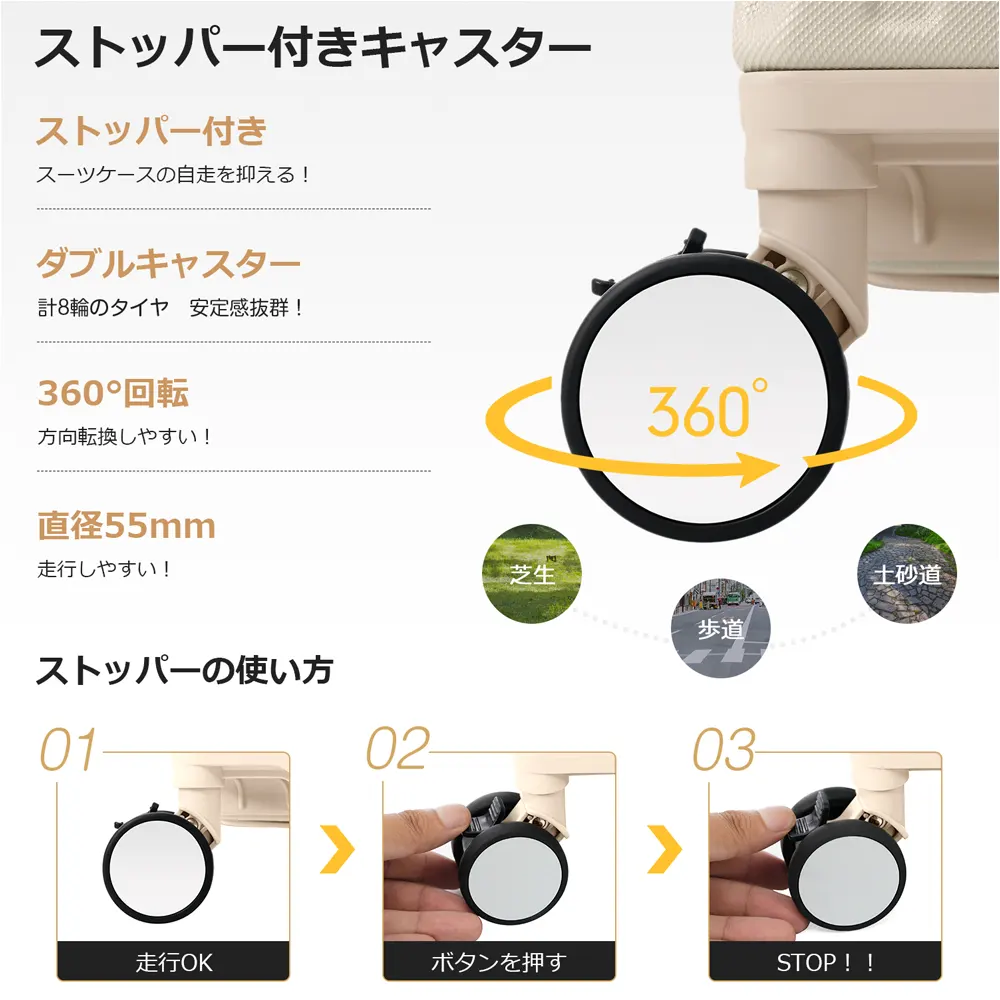 ストッパー付きキャスター
ストッパー付き
スーツケースの自走を抑える！
ダブルキャスター
計8輪のタイヤ　安定感抜群！
360°回転
方向転換しやすい！
直径55mm
走行しやすい！
360°
芝生
歩道
土砂道
ストッパーの使い方
01
走行OK
02
ボタンを押す
03
STOP！！